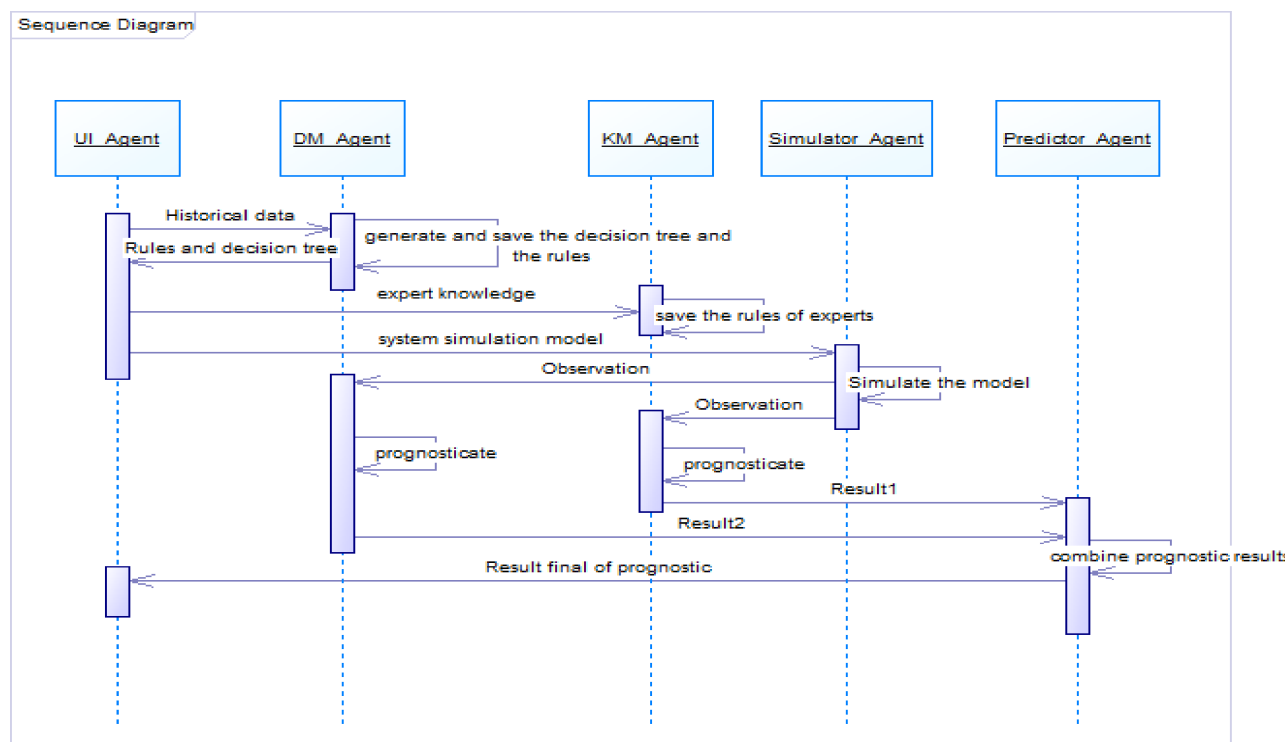 Sequence Diagram
UI_Agent
DM_Agent
KM_Agent
Simulator_Agent
Predictor_Agent
Historical data
generate and save the decision tree and
the rules
Rules and decision tree
expert knowledge
save the rules of experts
system simulation model
Observation
Simulate the model
Observation
prognosticate
prognosticate
Result1
Result2
combine prognostic results
Result final of prognostic